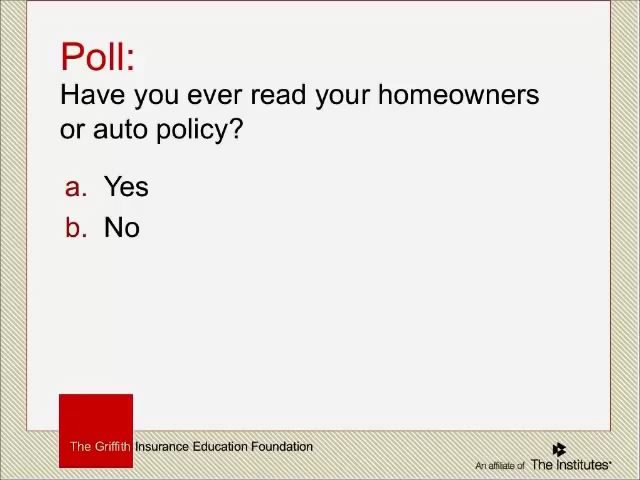 Poll:
Have you ever read your homeowners
or auto policy?
a. Yes
b. No
The Griffith Insurance Education Foundation
An affiliate of The Institutes